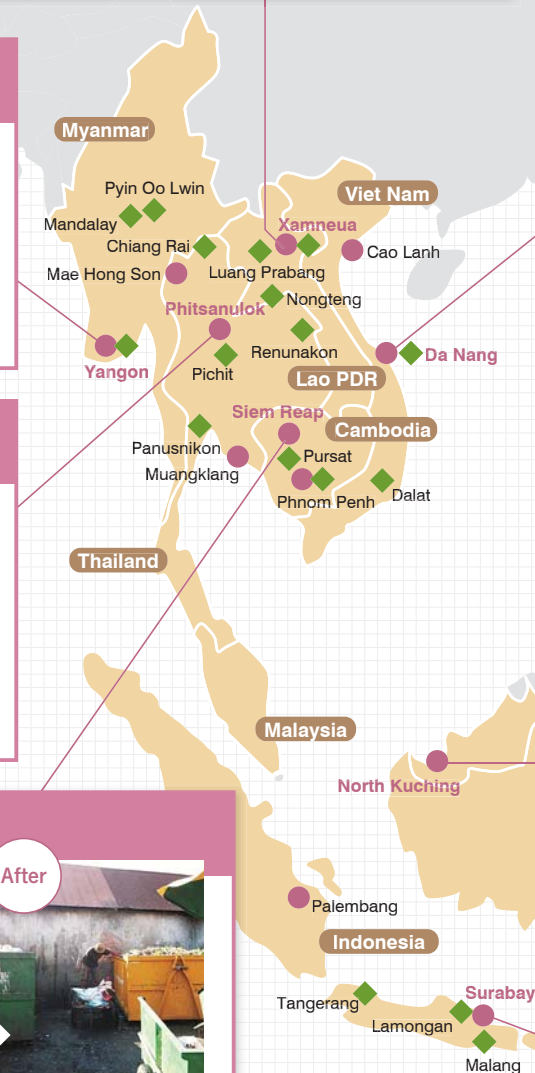 Myanmar
Pyin Oo Lwin
Viet Nam
Mandalay
Xamneua
Chiang Rai
Cao Lanh
Mae Hong Son
Luang Prabang
Nongteng
Phitsanulok
Renunakon
Da Nang
Yangon
Pichit
Lao PDR
Siem Reap
Cambodia
Panusnikon
Pursat
Muangklang
Phnom Penh
Dalat
Thailand
Malaysia
North Kuching
After
Palembang
Indonesia
Tangerang
Surabay
Lamongan
Malang